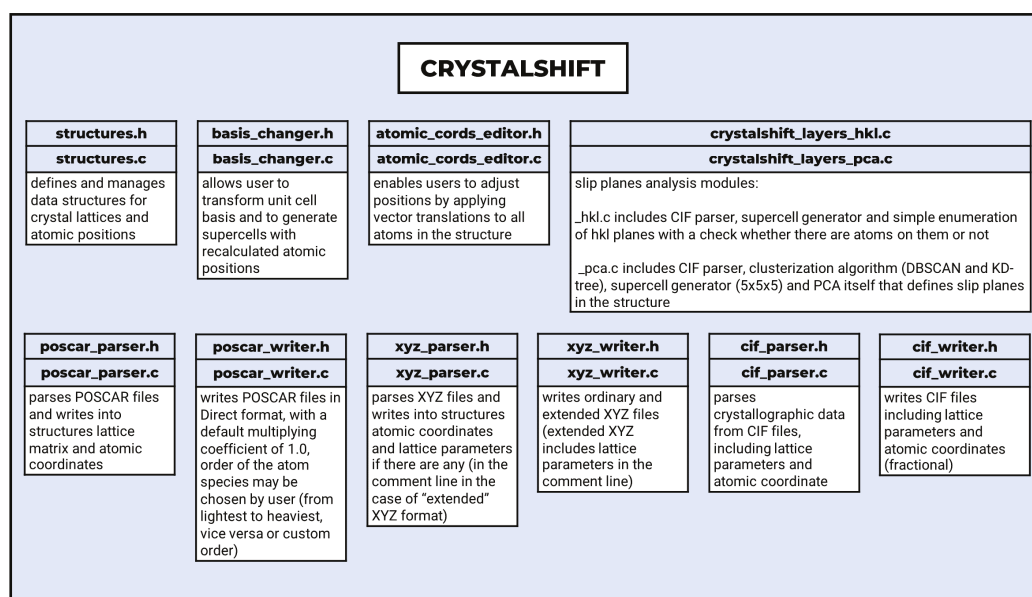 CRYSTALSHIFT
structures.h
structures.c
defines and manages
data structures for
crystal lattices and
atomic positions
basis_changer.h
basis_changer.c
allows user to
transform unit cell
basis and to generate
supercells with
recalculated atomic
positions
atomic_cords_editor.h
atomic_cords_editor.c
enables users to adjust
positions by applying
vector translations to all
atoms in the structure
crystalshift_layers_hkl.c
crystalshift_layers_pca.c
slip planes analysis modules:
_hkl.c includes CIF parser, supercell generator and simple enumeration
of hkl planes with a check whether there are atoms on them or not
_pca.c includes CIF parser, clusterization algorithm (DBSCAN and KD-
tree), supercell generator (5x5x5) and PCA itself that defines slip planes
in the structure
poscar_parser.h
poscar_parser.c
parses POSCAR files
and writes into
structures lattice
matrix and atomic
coordinates
poscar_writer.h
poscar_writer.c
writes POSCAR files in
Direct format, with a
default multiplying
coefficient of 1.0,
order of the atom
species may be
chosen by user (from
lightest to heaviest,
vice versa or custom
order)
xyz_parser.h
xyz_parser.c
parses XYZ files and
writes into structures
atomic coordinates
and lattice parameters
if there are any (in the
comment line in the
case of “extended”
XYZ format)
xyz_writer.h
xyz_writer.c
writes ordinary and
extended XYZ files
(extended XYZ
includes lattice
parameters in the
comment line)
cif_parser.h
cif_parser.c
parses
crystallographic data
from CIF files,
including lattice
parameters and
atomic coordinate
cif_writer.h
cif_writer.c
writes CIF files
including lattice
parameters and
atomic coordinates
(fractional)